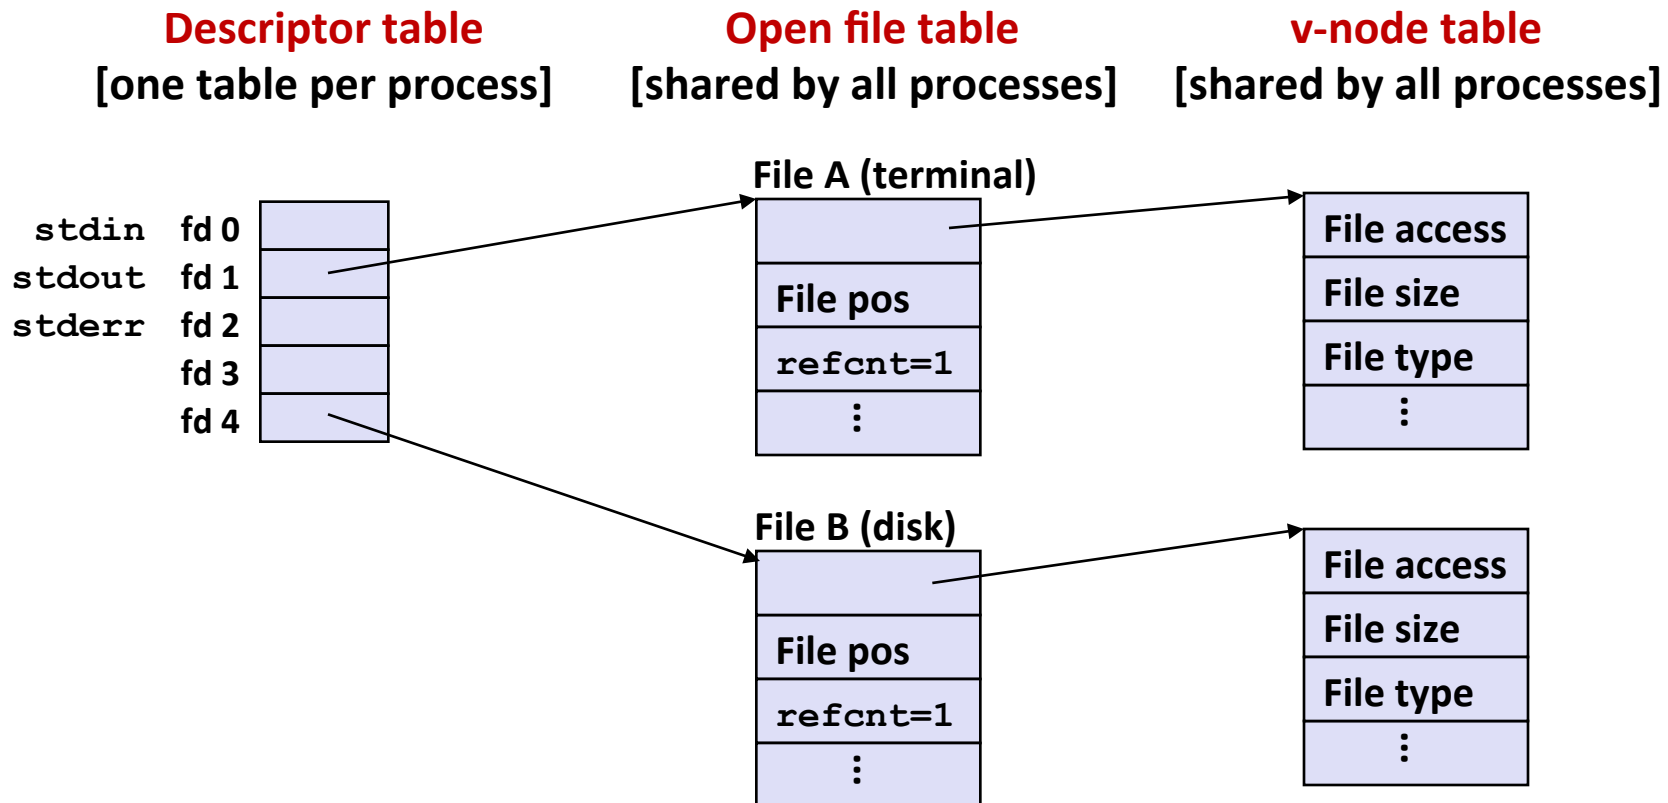 Descriptor table
[one table per process]
Open file table
[shared by all processes]
v-node table
[shared by all processes]
stdin fd 0
stdout fd 1
stderr fd 2
fd 3
fd 4
File A (terminal)
File pos
refcnt=1
⋮
File access
File size
File type
⋮
File B (disk)
File pos
refcnt=1
⋮
File access
File size
File type
⋮